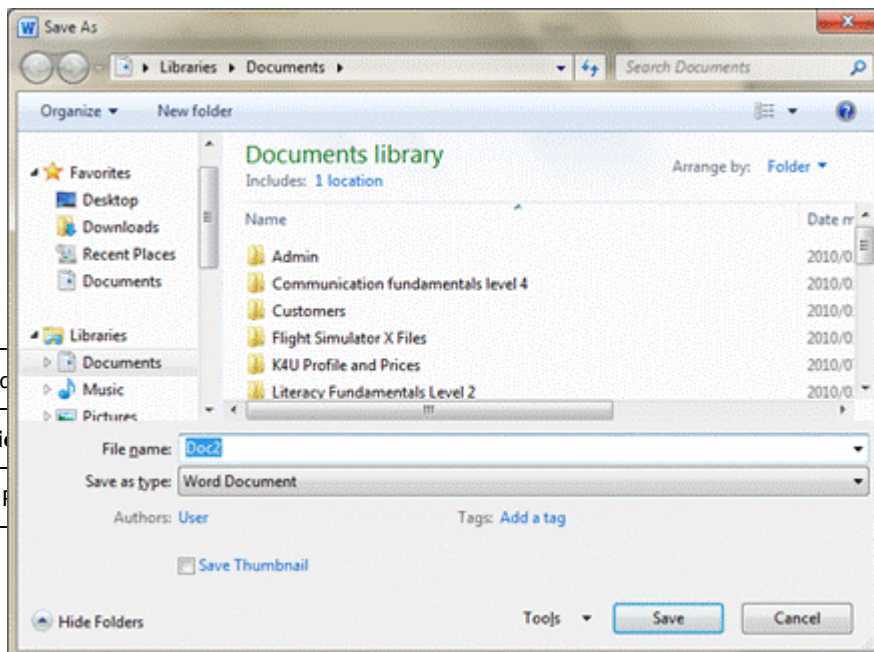 Save As
Libraries Documents Search Documents
Organize New folder
Favorites
Desktop
Downloads
Recent Places
Documents
Libraries
Documents
Music
Pictures
Documents library
Includes: 1 location
Arrange by: Folder
Name
Admin
Communication fundamentals level 4
Customers
Flight Simulator X Files
K4U Profile and Prices
Literacy Fundamentals Level 2
Date m
2010/0
2010/0
2010/0
2010/0
2010/0
2010/0
File name: Doc2
Save as type: Word Document
Authors: User Tags: Add a tag
Save Thumbnail
Hide Folders Tools Save Cancel